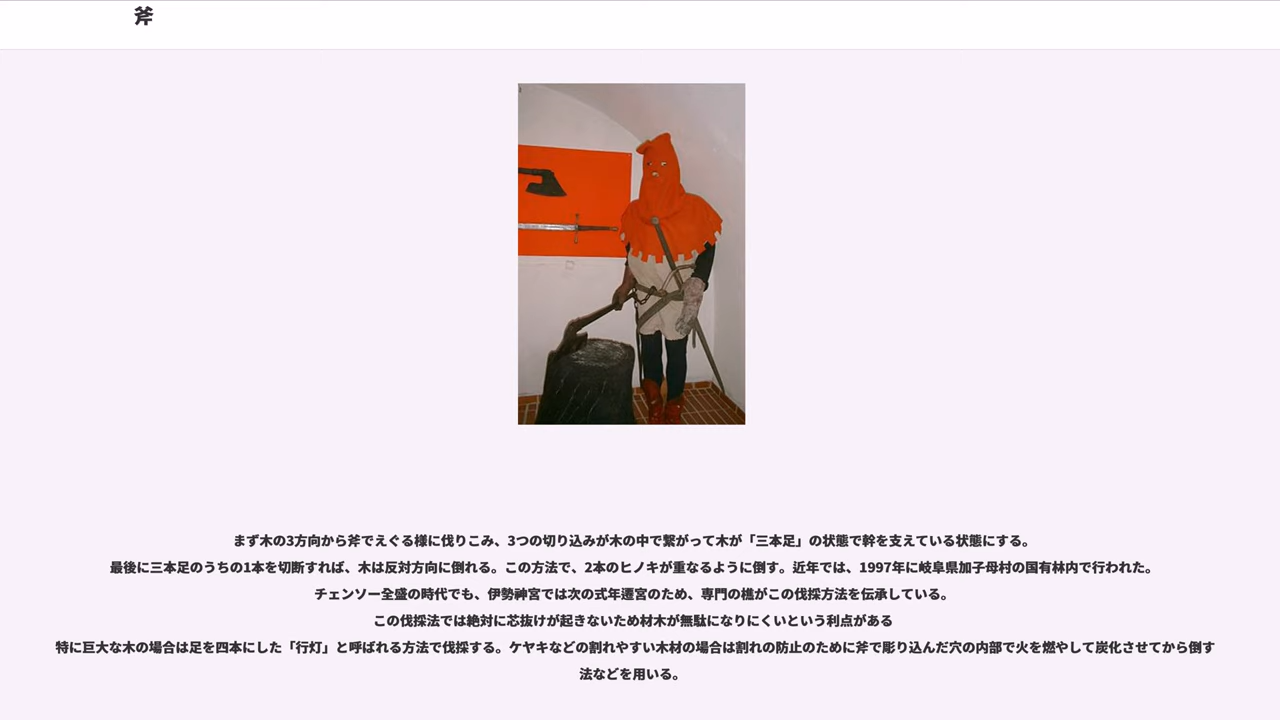 斧
まず木の3方向から斧でえぐる様に伐りこみ、3つの切り込みが木の中で繋がって木が「三本足」の状態で幹を支えている状態にする。
最後に三本足のうちの1本を切断すれば、木は反対方向に倒れる。この方法で、2本のヒノキが重なるように倒す。近年では、1997年に岐阜県加子母村の国有林内で行われた。
チェンソー全盛の時代でも、伊勢神宮では次の式年遷宮のため、専門の樵がこの伐採方法を伝承している。
この伐採法では絶対に芯抜けが起きないため材木が無駄になりにくいという利点がある
特に巨大な木の場合は足を四本にした「行灯」と呼ばれる方法で伐採する。ケヤキなどの割れやすい木材の場合は割れの防止のために斧で彫り込んだ穴の内部で火を燃やして炭化させてから倒す
法などを用いる。